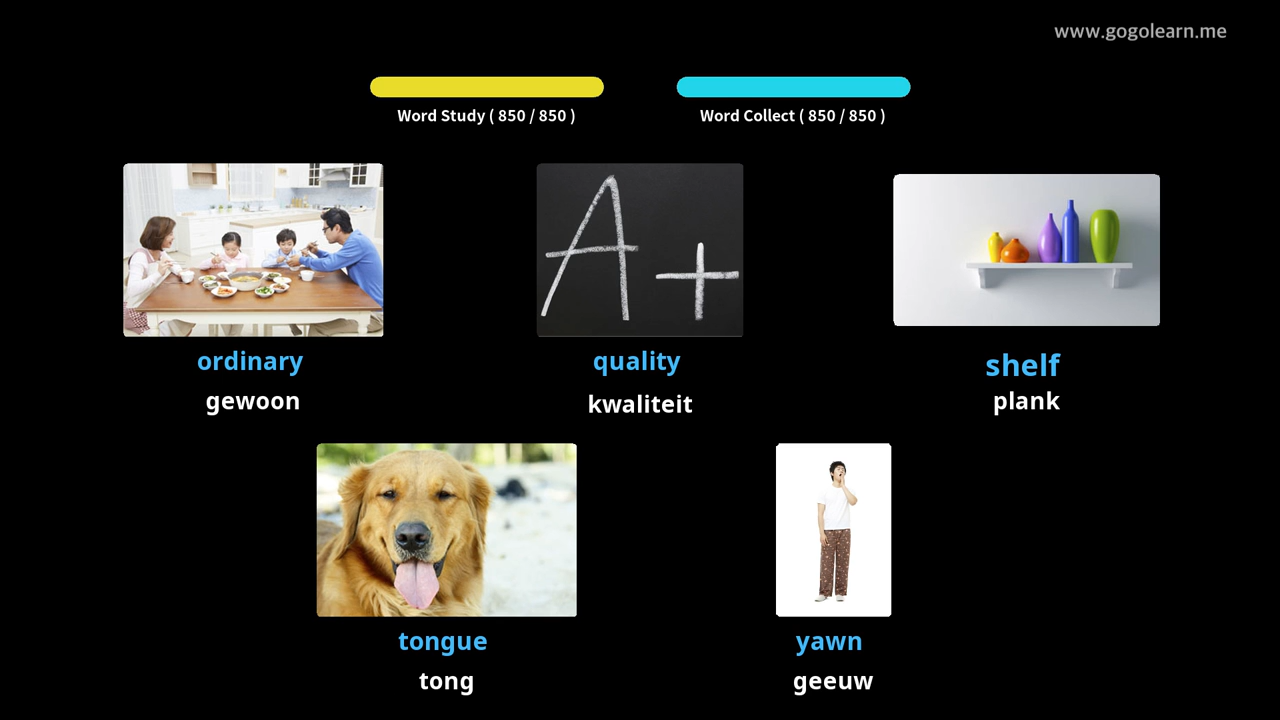 www.gogolearn.me
Word Study ( 850 / 850 )
Word Collect ( 850 / 850 )
A+
ordinary
gewoon
quality
kwaliteit
shelf
plank
tongue
tong
yawn
geeuw